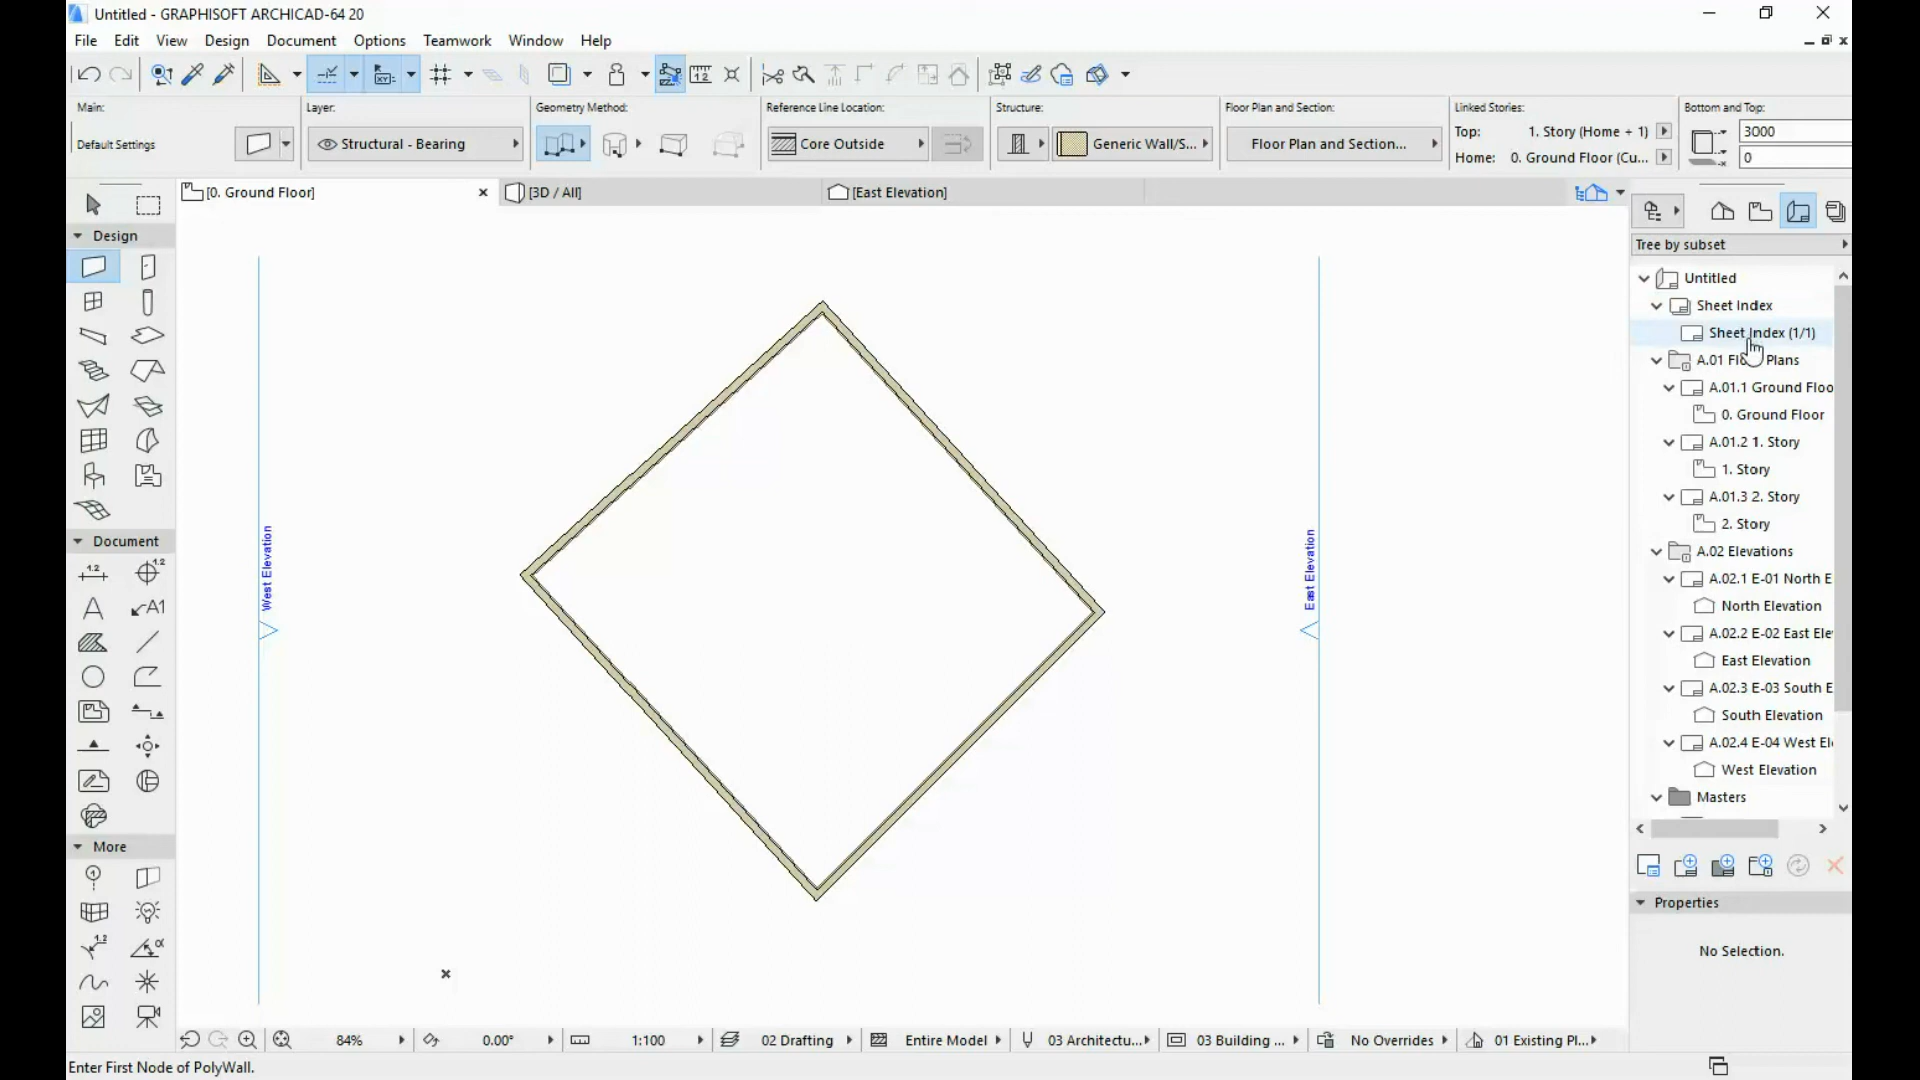 Untitled - GRAPHISOFT ARCHICAD-64 20
File Edit View Design Document Options Teamwork Window Help
Main: Layer: Geometry Method: Reference Line Location: Structure: Floor Plan and Section: Linked Stories: Bottom and Top:
Default Settings
Structural - Bearing
Core Outside
Generic Wall/S...
Floor Plan and Section...
Top: 1. Story (Home + 1)
Home: 0. Ground Floor (Cu...
3000
0
[0. Ground Floor]
[3D / All]
[East Elevation]
Design
Document
More
West Elevation
East Elevation
Tree by subset
Untitled
Sheet Index
Sheet Index (1/1)
A.01 Plans
A.01.1 Ground Floo
0. Ground Floor
A.01.2 1. Story
1. Story
A.01.3 2. Story
2. Story
A.02 Elevations
A.02.1 E-01 North E
North Elevation
A.02.2 E-02 East Ele
East Elevation
A.02.3 E-03 South E
South Elevation
A.02.4 E-04 West El
West Elevation
Masters
Properties
No Selection.
84% 0.00° 1:100 02 Drafting Entire Model 03 Architectu... 03 Building ... No Overrides 01 Existing Pl...
Enter First Node of PolyWall.